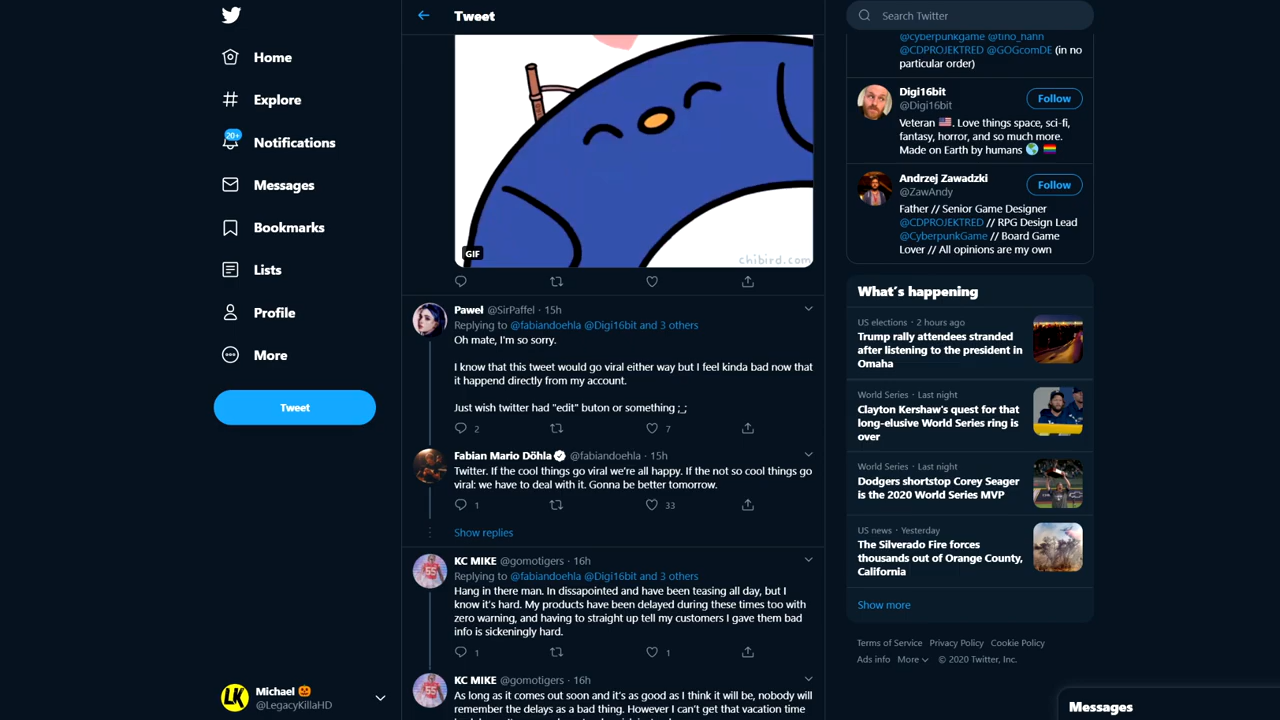 Home
Explore
20+
Notifications
Messages
Bookmarks
Lists
Profile
More
Tweet
Michael
@LegacyKillaHD
Tweet
GIF
chibird.com
Pawel @SirPaffel · 15h
Replying to @fabiandoehla @Digi16bit and 3 others
Oh mate, I'm so sorry.
I know that this tweet would go viral either way but I feel kinda bad now that
it happend directly from my account.
Just wish twitter had "edit" buton or something ;_;
2 7
Fabian Mario Döhla @fabiandoehla · 15h
Twitter. If the cool things go viral we're all happy. If the not so cool things go
viral: we have to deal with it. Gonna be better tomorrow.
1 33
Show replies
KC MIKE @gomotigers · 16h
Replying to @fabiandoehla @Digi16bit and 3 others
Hang in there man. In dissapointed and have been teasing all day, but I
know it's hard. My products have been delayed during these times too with
zero warning, and having to straight up tell my customers I gave them bad
info is sickeningly hard.
1 1
KC MIKE @gomotigers · 16h
As long as it comes out soon and it's as good as I think it will be, nobody will
remember the delays as a bad thing. However I can't get that vacation time
Search Twitter
@cyberpunkgame @tino_hahn
@CDPROJEKTRED @GOGcomDE (in no
particular order)
Digi16bit
@Digi16bit
Follow
Veteran 🇺🇸. Love things space, sci-fi,
fantasy, horror, and so much more.
Made on Earth by humans 🌎 🏳️‍🌈
Andrzej Zawadzki
@ZawAndy
Follow
Father // Senior Game Designer
@CDPROJEKTRED // RPG Design Lead
@CyberpunkGame // Board Game
Lover // All opinions are my own
What's happening
US elections · 2 hours ago
Trump rally attendees stranded
after listening to the president in
Omaha
World Series · Last night
Clayton Kershaw's quest for that
long-elusive World Series ring is
over
World Series · Last night
Dodgers shortstop Corey Seager
is the 2020 World Series MVP
US news · Yesterday
The Silverado Fire forces
thousands out of Orange County,
California
Show more
Terms of Service Privacy Policy Cookie Policy
Ads info More © 2020 Twitter, Inc.
Messages